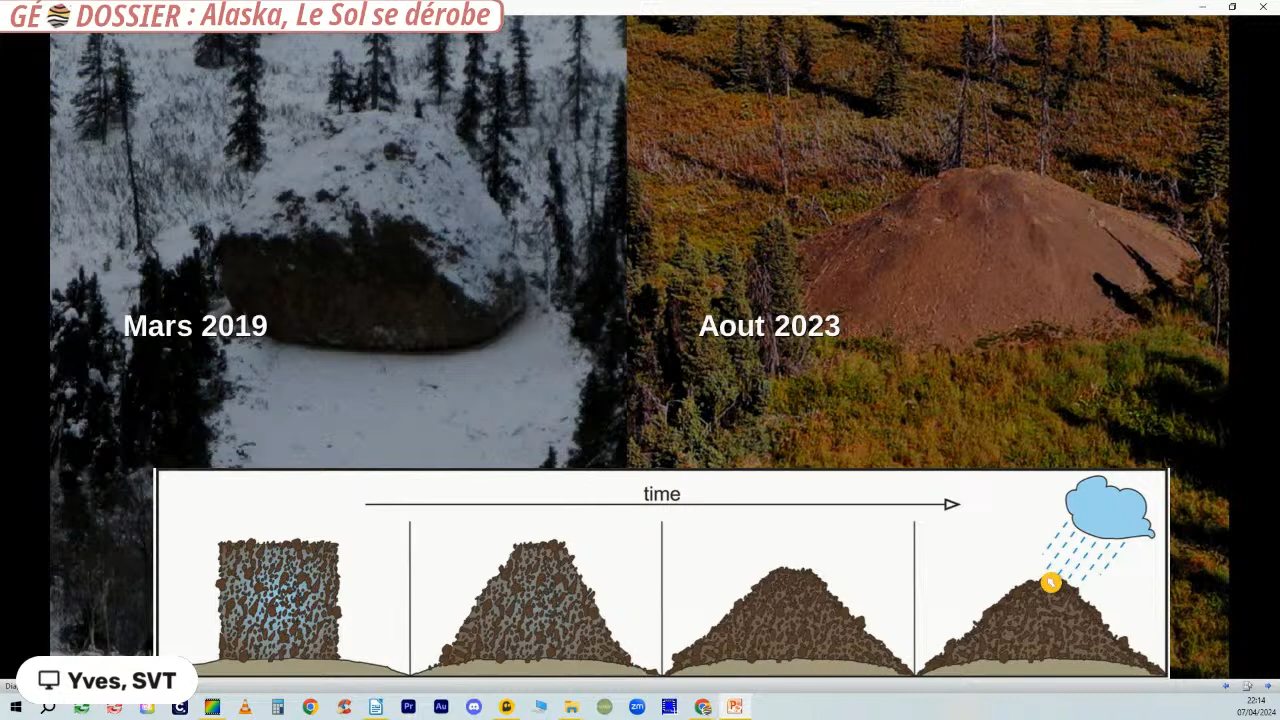 GÉ DOSSIER : Alaska, Le Sol se dérobe
Mars 2019
Aout 2023
time
Yves, SVT
22:14
07/04/2024